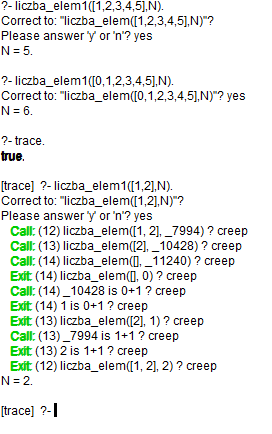 ?- liczba_elem1([1,2,3,4,5],N).
Correct to: "liczba_elem([1,2,3,4,5],N)"?
Please answer 'y' or 'n'? yes
N = 5.
?- liczba_elem1([0,1,2,3,4,5],N).
Correct to: "liczba_elem([0,1,2,3,4,5],N)"? yes
N = 6.
?- trace.
true.
[trace]  ?- liczba_elem1([1,2],N).
Correct to: "liczba_elem([1,2],N)"?
Please answer 'y' or 'n'? yes
Call: (12) liczba_elem([1, 2], _7994) ? creep
Call: (13) liczba_elem([2], _10428) ? creep
Call: (14) liczba_elem([], _11240) ? creep
Exit: (14) liczba_elem([], 0) ? creep
Call: (14) _10428 is 0+1 ? creep
Exit: (14) 1 is 0+1 ? creep
Exit: (13) liczba_elem([2], 1) ? creep
Call: (13) _7994 is 1+1 ? creep
Exit: (13) 2 is 1+1 ? creep
Exit: (12) liczba_elem([1, 2], 2) ? creep
N = 2.
[trace]  ?-